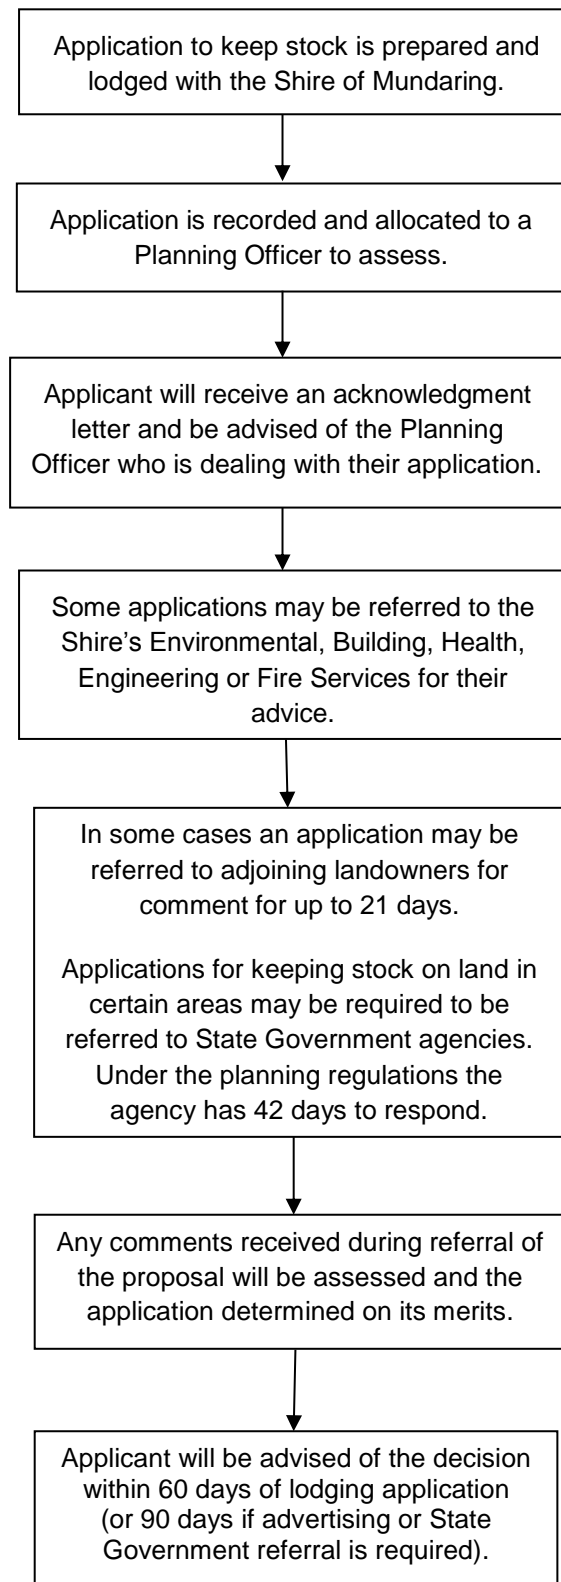 Application to keep stock is prepared and
lodged with the Shire of Mundaring.
Application is recorded and allocated to a
Planning Officer to assess.
Applicant will receive an acknowledgment
letter and be advised of the Planning
Officer who is dealing with their application.
Some applications may be referred to the
Shire's Environmental, Building, Health,
Engineering or Fire Services for their
advice.
In some cases an application may be
referred to adjoining landowners for
comment for up to 21 days.
Applications for keeping stock on land in
certain areas may be required to be
referred to State Government agencies.
Under the planning regulations the
agency has 42 days to respond.
Any comments received during referral of
the proposal will be assessed and the
application determined on its merits.
Applicant will be advised of the decision
within 60 days of lodging application
(or 90 days if advertising or State
Government referral is required).